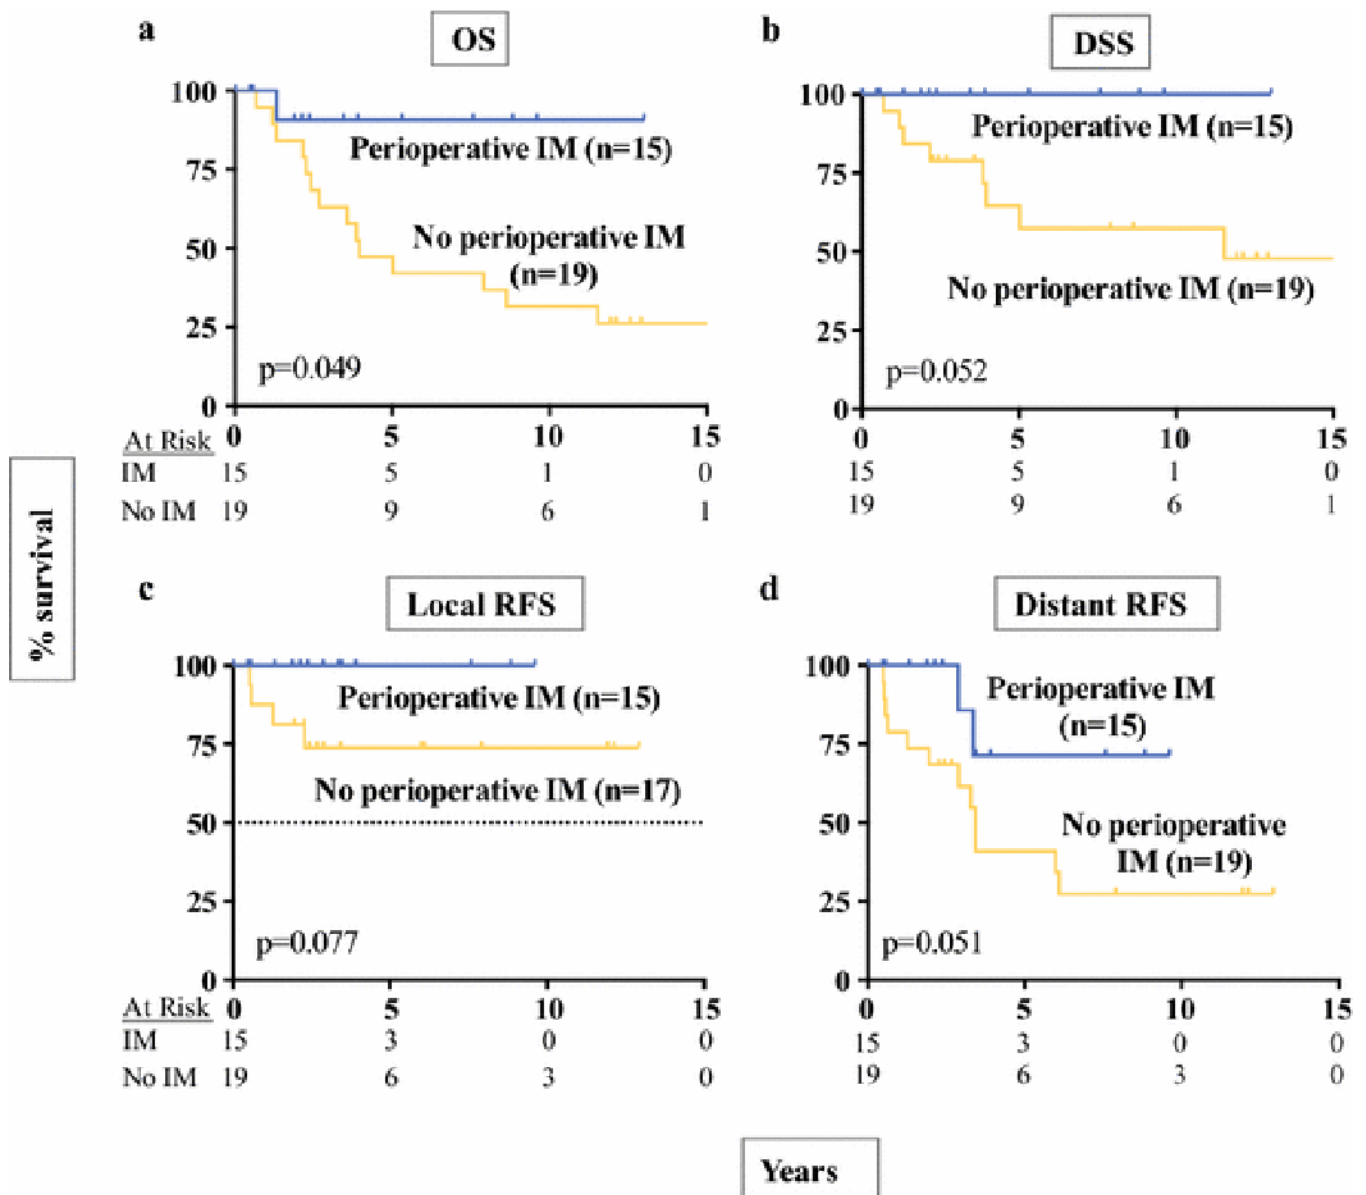 a
OS
100
75
50
25
0
Perioperative IM (n=15)
No perioperative IM
(n=19)
p=0.049
0 5 10 15
At Risk
IM 15 5 1 0
No IM 19 9 6 1
b
DSS
100
75
50
25
0
Perioperative IM (n=15)
No perioperative IM (n=19)
p=0.052
0 5 10 15
15 5 1 0
19 9 6 1
% survival
c
Local RFS
100
75
50
25
0
Perioperative IM (n=15)
No perioperative IM (n=17)
p=0.077
0 5 10 15
At Risk
IM 15 3 0 0
No IM 19 6 3 0
d
Distant RFS
100
75
50
25
0
Perioperative IM
(n=15)
No perioperative
IM (n=19)
p=0.051
0 5 10 15
15 3 0 0
19 6 3 0
Years